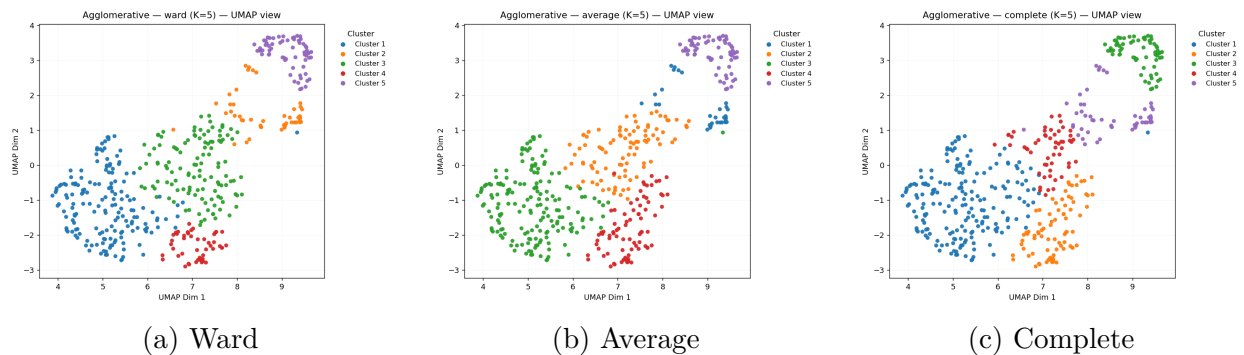 Agglomerative — ward (K=5) — UMAP view
4
3
2
1
0
−1
−2
−3
UMAP Dim 2
4 5 6 7 8 9
UMAP Dim 1
Cluster
Cluster 1
Cluster 2
Cluster 3
Cluster 4
Cluster 5
(a) Ward
Agglomerative — average (K=5) — UMAP view
4
3
2
1
0
−1
−2
−3
UMAP Dim 2
4 5 6 7 8 9
UMAP Dim 1
Cluster
Cluster 1
Cluster 2
Cluster 3
Cluster 4
Cluster 5
(b) Average
Agglomerative — complete (K=5) — UMAP view
4
3
2
1
0
−1
−2
−3
UMAP Dim 2
4 5 6 7 8 9
UMAP Dim 1
Cluster
Cluster 1
Cluster 2
Cluster 3
Cluster 4
Cluster 5
(c) Complete